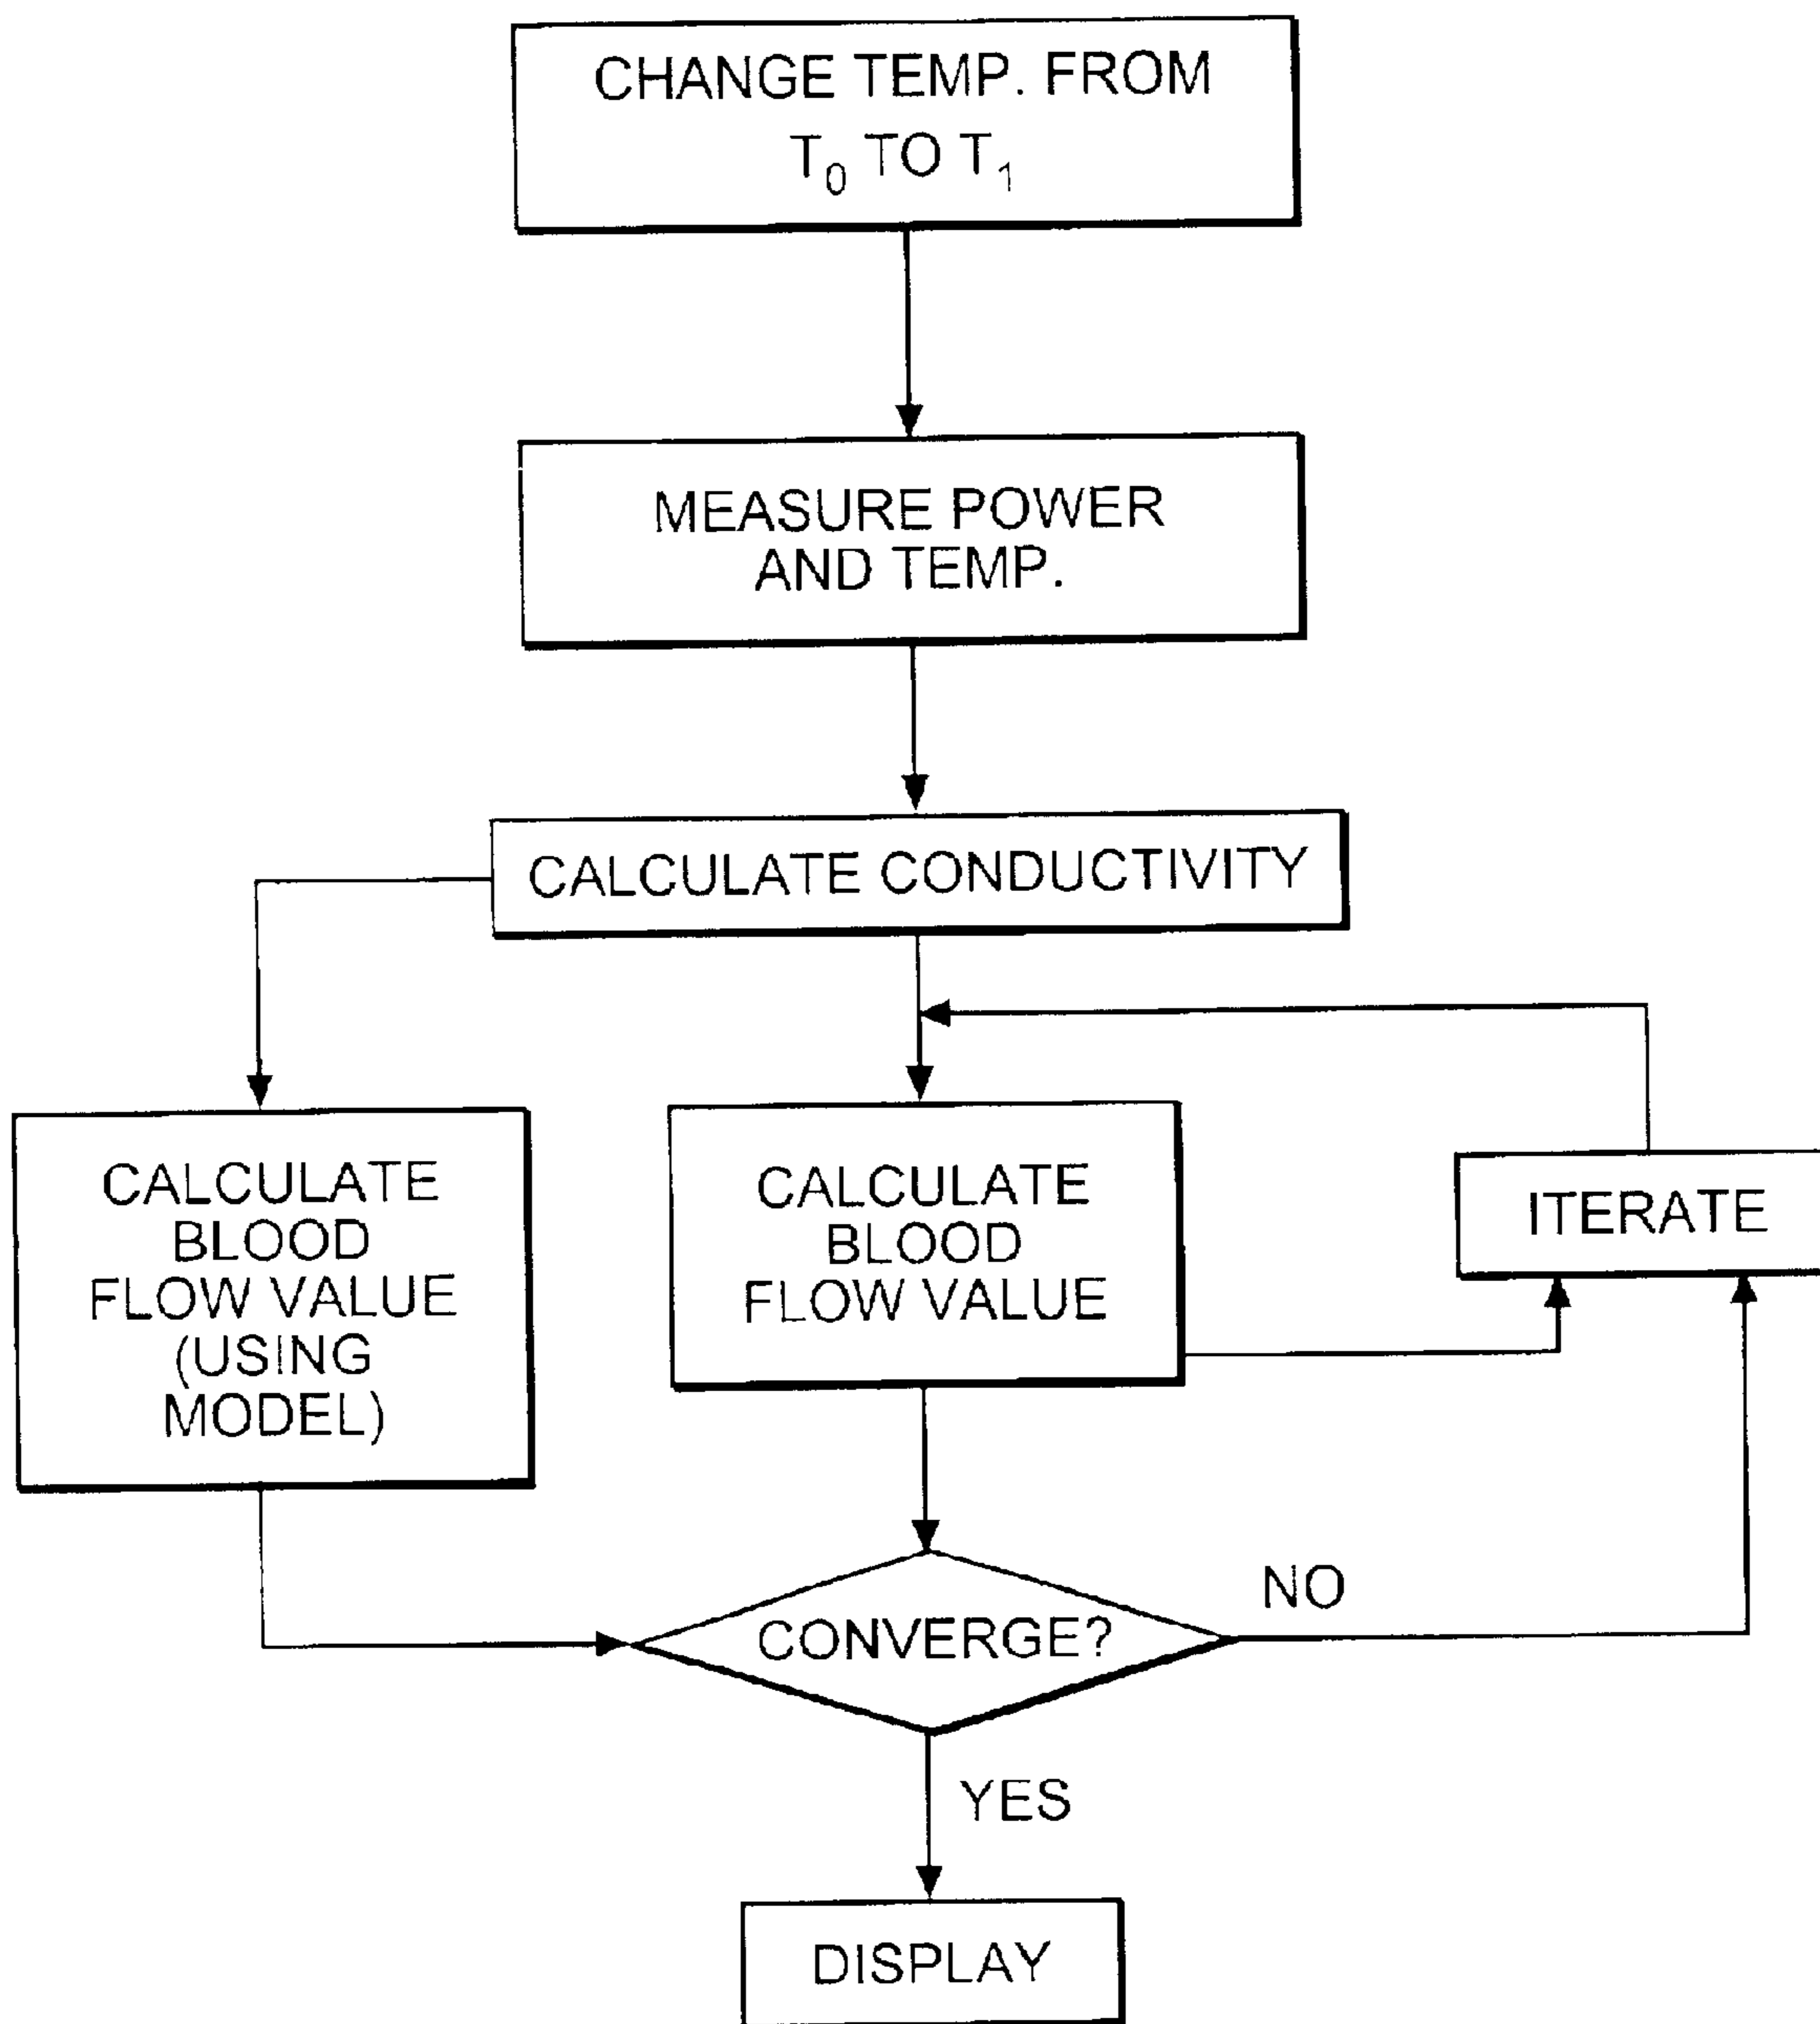 CHANGE TEMP. FROM
T₀ TO T₁
MEASURE POWER
AND TEMP.
CALCULATE CONDUCTIVITY
CALCULATE
BLOOD
FLOW VALUE
(USING
MODEL)
CALCULATE
BLOOD
FLOW VALUE
ITERATE
CONVERGE?
NO
YES
DISPLAY